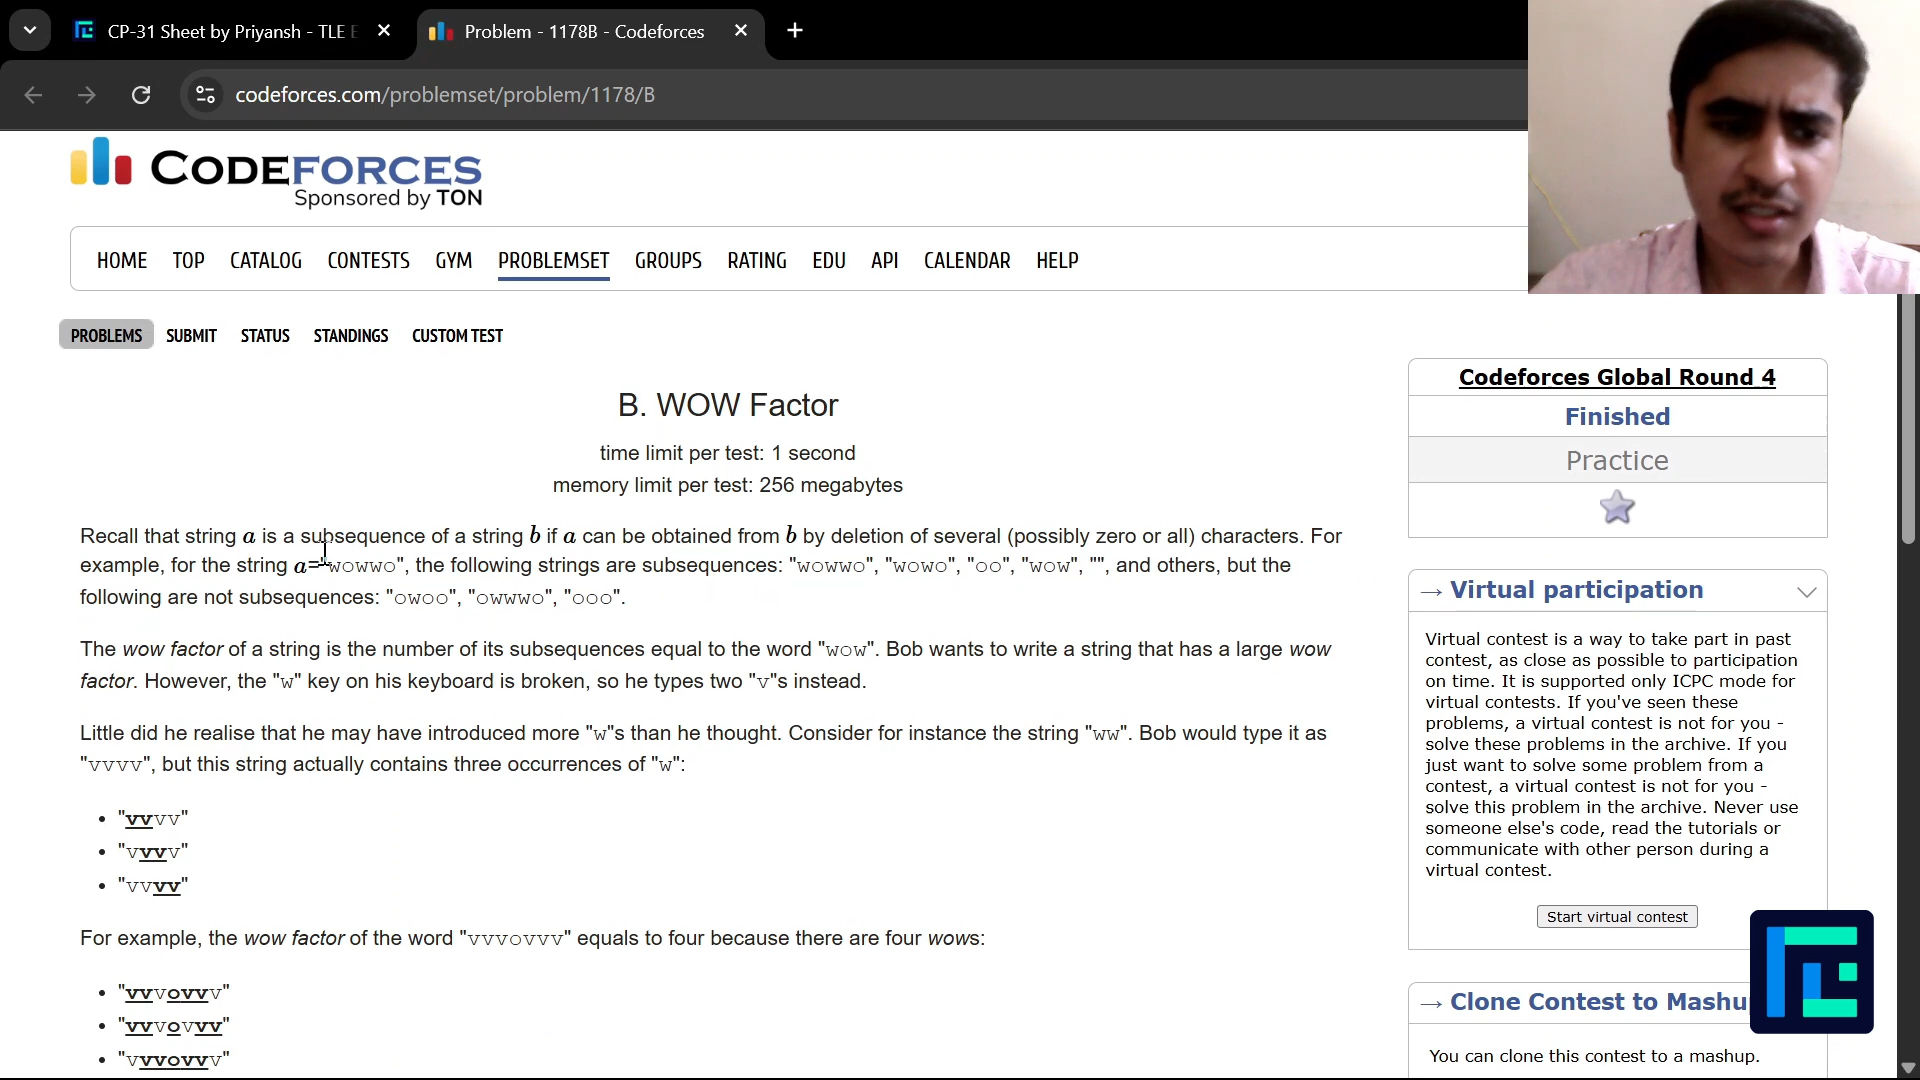 CP-31 Sheet by Priyansh - TLE E
Problem - 1178B - Codeforces
codeforces.com/problemset/problem/1178/B
CODEFORCES
Sponsored by TON
HOME TOP CATALOG CONTESTS GYM PROBLEMSET GROUPS RATING EDU API CALENDAR HELP
PROBLEMS SUBMIT STATUS STANDINGS CUSTOM TEST
B. WOW Factor
time limit per test: 1 second
memory limit per test: 256 megabytes
Recall that string a is a subsequence of a string b if a can be obtained from b by deletion of several (possibly zero or all) characters. For
example, for the string a="wowwo", the following strings are subsequences: "wowwo", "wowo", "oo", "wow", "", and others, but the
following are not subsequences: "owoo", "owwwo", "ooo".
The wow factor of a string is the number of its subsequences equal to the word "wow". Bob wants to write a string that has a large wow
factor. However, the "w" key on his keyboard is broken, so he types two "v"s instead.
Little did he realise that he may have introduced more "w"s than he thought. Consider for instance the string "ww". Bob would type it as
"vvvv", but this string actually contains three occurrences of "w":
• "vvvv"
• "vvvv"
• "vvvv"
For example, the wow factor of the word "vvvovvv" equals to four because there are four wows:
• "vvvovvv"
• "vvvovvv"
• "vvvovvv"
Codeforces Global Round 4
Finished
Practice
→ Virtual participation
Virtual contest is a way to take part in past
contest, as close as possible to participation
on time. It is supported only ICPC mode for
virtual contests. If you've seen these
problems, a virtual contest is not for you -
solve these problems in the archive. If you
just want to solve some problem from a
contest, a virtual contest is not for you -
solve this problem in the archive. Never use
someone else's code, read the tutorials or
communicate with other person during a
virtual contest.
Start virtual contest
→ Clone Contest to Mashu
You can clone this contest to a mashup.